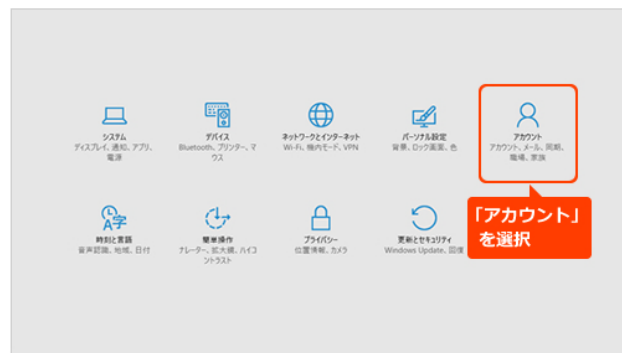 システム
ディスプレイ、通知、アプリ、
電源
デバイス
Bluetooth、プリンター、マ
ウス
ネットワークとインターネット
Wi-Fi、機内モード、VPN
パーソナル設定
背景、ロック画面、色
アカウント
アカウント、メール、同期、
職場、家族
時刻と言語
音声認識、地域、日付
簡単操作
ナレーター、拡大鏡、ハイコ
ントラスト
プライバシー
位置情報、カメラ
更新とセキュリティ
Windows Update、回復
「アカウント」
を選択